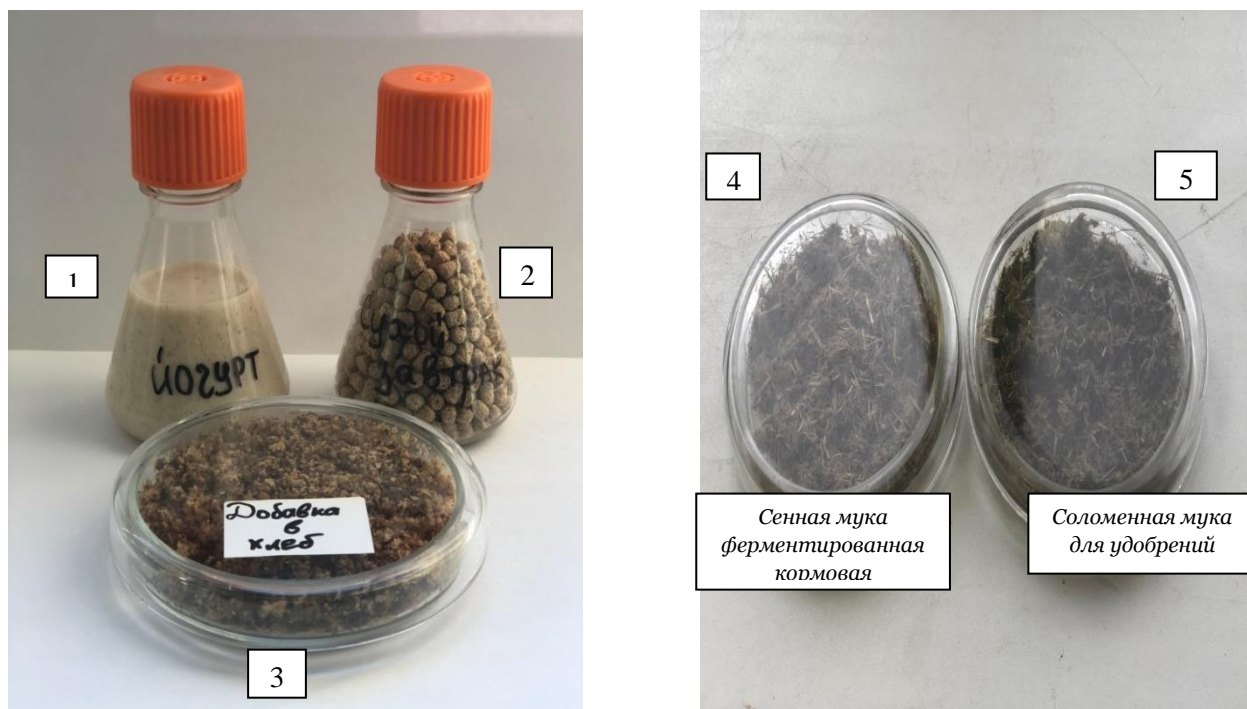 1
йогурт
2
сухой
завтрак
Добавка
в
хлеб
3
4
5
Сенная мука
ферментированная
кормовая
Соломенная мука
для удобрений